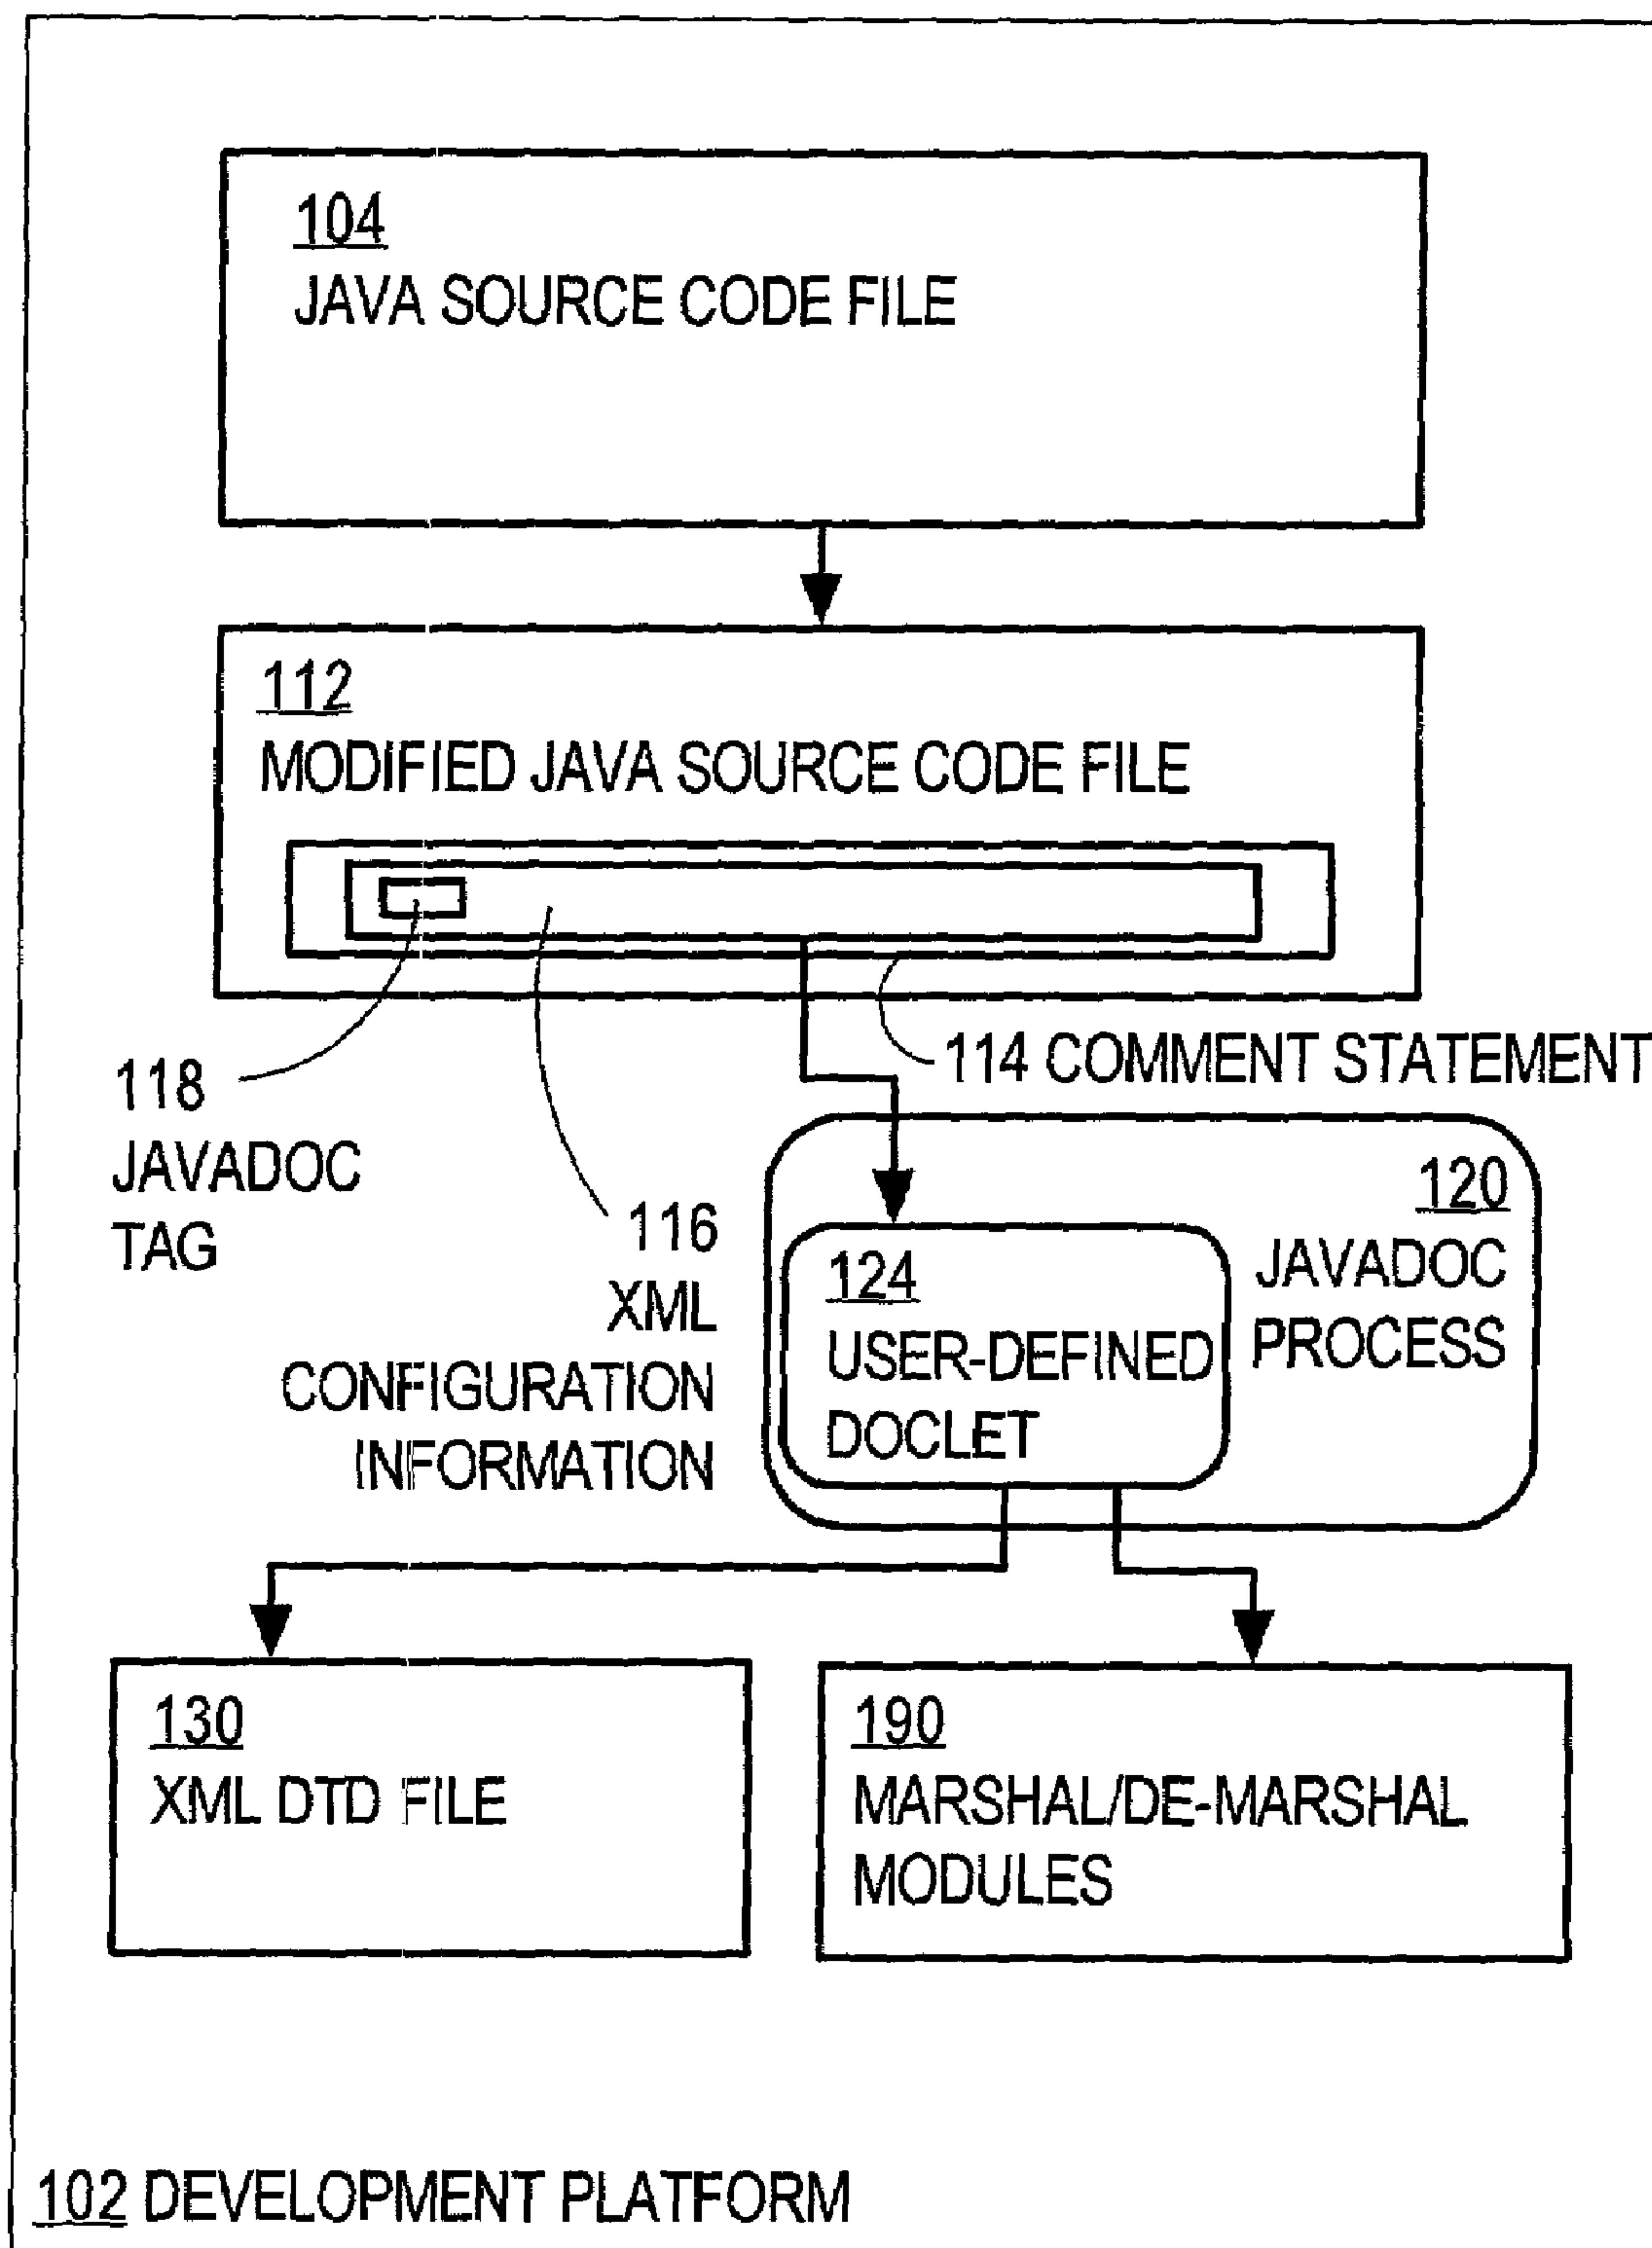 104
JAVA SOURCE CODE FILE
112
MODIFIED JAVA SOURCE CODE FILE
114 COMMENT STATEMENT
118
JAVADOC
TAG
116
XML
CONFIGURATION
INFORMATION
120
JAVADOC
PROCESS
124
USER-DEFINED
DOCLET
130
XML DTD FILE
190
MARSHAL/DE-MARSHAL
MODULES
102 DEVELOPMENT PLATFORM